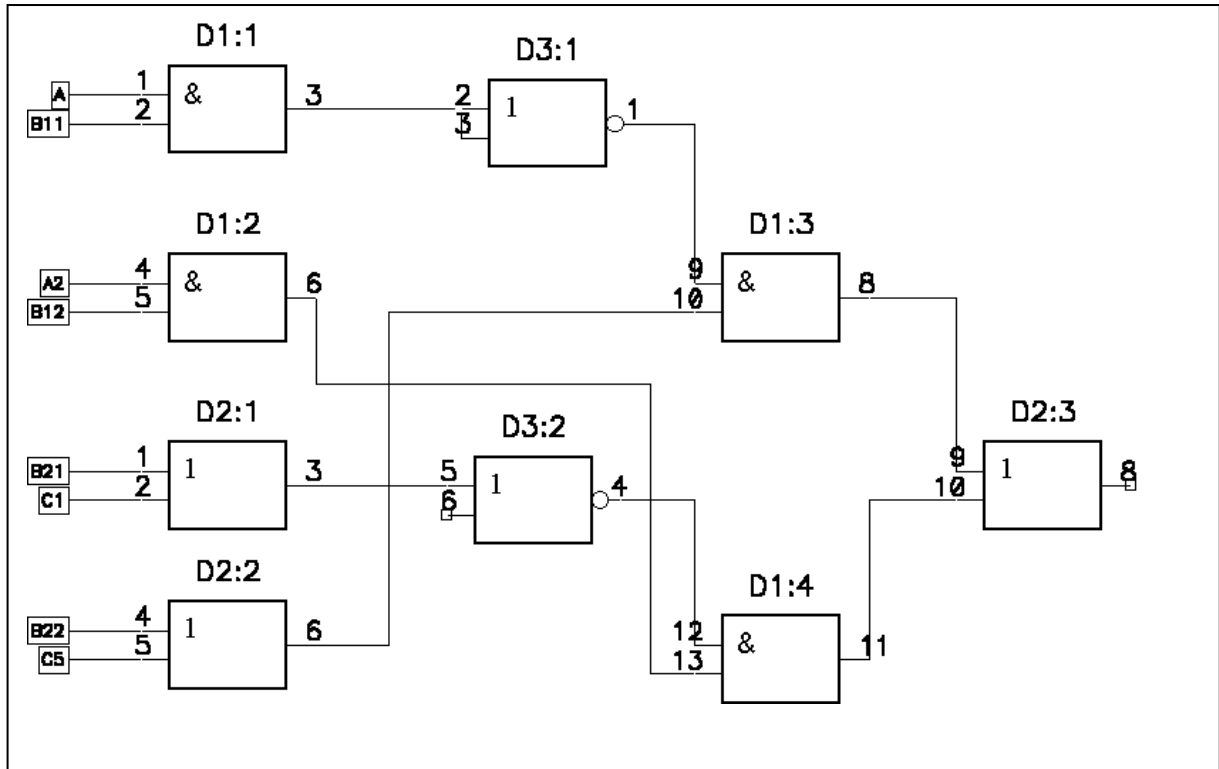 D1:1
D3:1
A 1 & 3 2 1 1
B11 2 3
D1:2
D1:3
A2 4 & 6 9 & 8
B12 5 10
D2:1
D3:2
D2:3
B21 1 1 3 5 1 4 9 1 8
C1 2 6 10
D2:2
D1:4
B22 4 1 6 12 & 11
C5 5 13